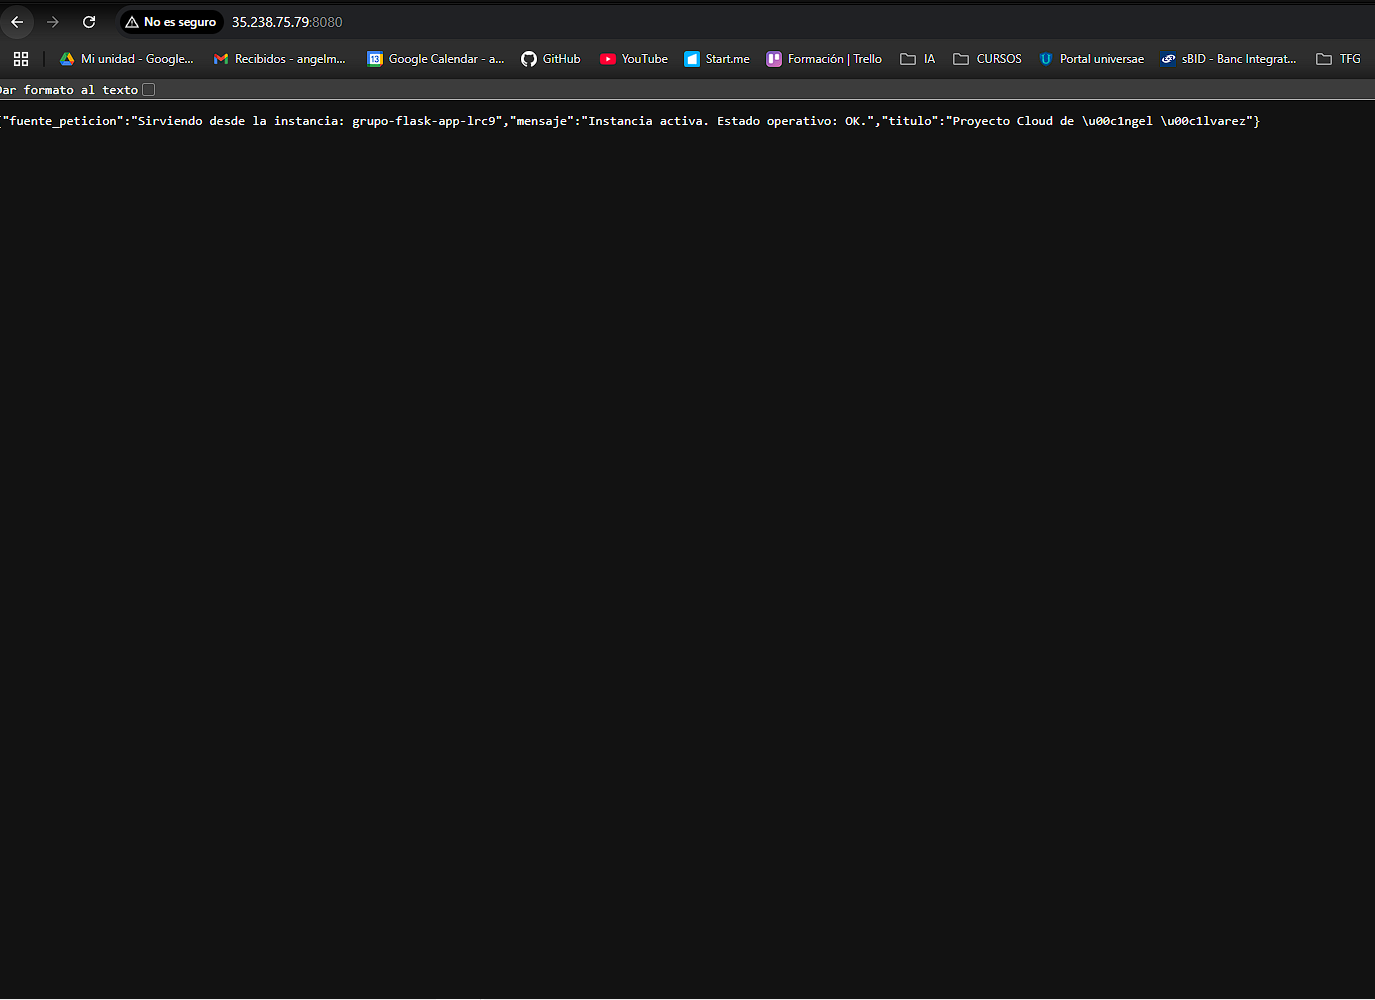 No es seguro 35.238.75.79:8080
Mi unidad - Google... Recibidos - angelm... 13 Google Calendar - a... GitHub YouTube Start.me Formación | Trello IA CURSOS Portal universae sBID - Banc Integrat... TFG
Dar formato al texto
{"fuente_peticion":"Sirviendo desde la instancia: grupo-flask-app-lrc9","mensaje":"Instancia activa. Estado operativo: OK.","titulo":"Proyecto Cloud de \u00c1ngel \u00c1lvarez"}